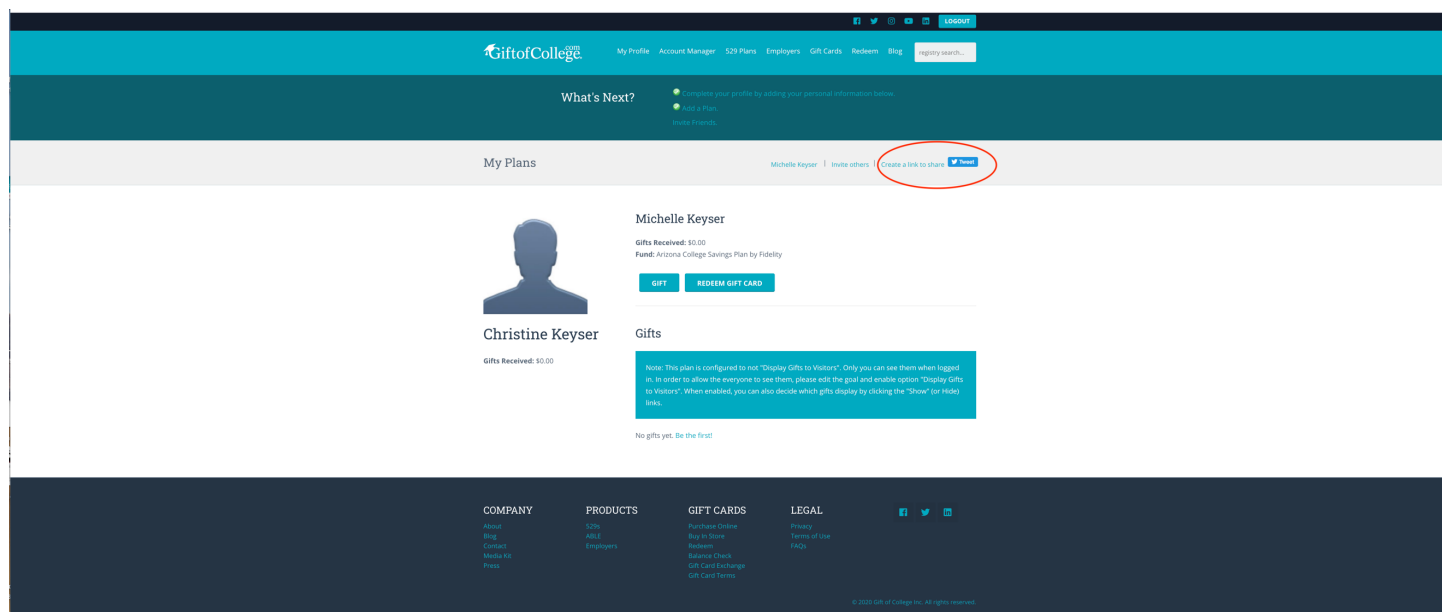 LOGOUT
GiftofCollege.com
My Profile Account Manager 529 Plans Employers Gift Cards Redeem Blog registry search...
What's Next?
Complete your profile by adding your personal information below.
Add a Plan.
Invite Friends.
My Plans
Michelle Keyser | Invite others | Create a link to share Tweet
Michelle Keyser
Gifts Received: $0.00
Fund: Arizona College Savings Plan by Fidelity
GIFT REDEEM GIFT CARD
Christine Keyser
Gifts Received: $0.00
Gifts
Note: This plan is configured to not "Display Gifts to Visitors". Only you can see them when logged
in. In order to allow the everyone to see them, please edit the goal and enable option "Display Gifts
to Visitors". When enabled, you can also decide which gifts display by clicking the "Show" (or Hide)
links.
No gifts yet. Be the first!
COMPANY
About
Blog
Contact
Media Kit
Press
PRODUCTS
529s
ABLE
Employers
GIFT CARDS
Purchase Online
Buy In Store
Redeem
Balance Check
Gift Card Exchange
Gift Card Terms
LEGAL
Privacy
Terms of Use
FAQs
© 2020 Gift of College Inc. All rights reserved.